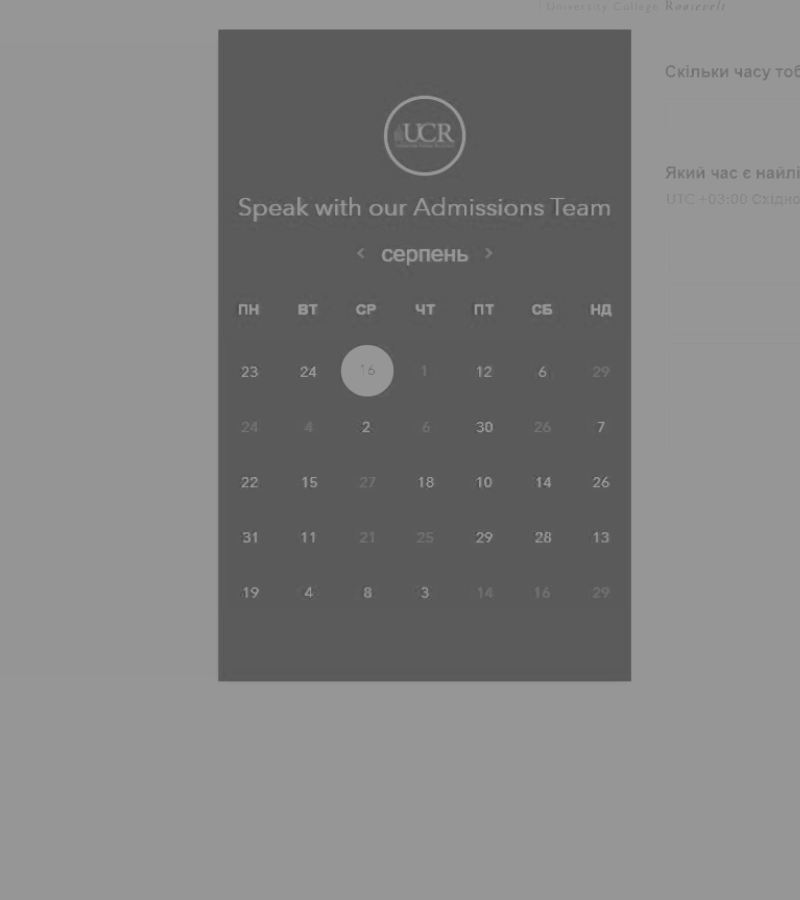 University College Roosevelt
UCR
Speak with our Admissions Team
Скільки часу тоб
Який час є найлі
UTC +03:00 Східно
< серпень >
ПН ВТ СР ЧТ ПТ СБ НД
23 24 16 1 12 6 29
24 4 2 6 30 26 7
22 15 27 18 10 14 26
31 11 21 25 29 28 13
19 4 8 3 14 16 29